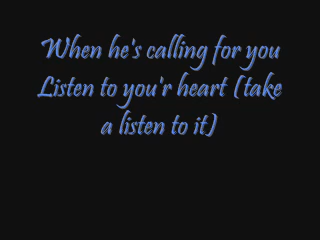 When he's calling for you
Listen to you'r heart (take
a listen to it)